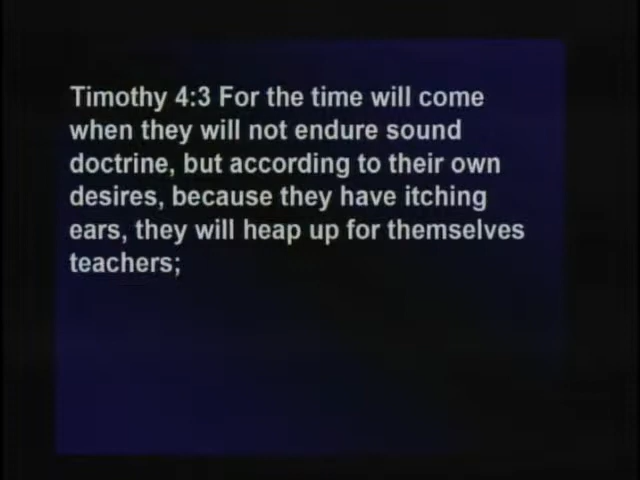 Timothy 4:3 For the time will come
when they will not endure sound
doctrine, but according to their own
desires, because they have itching
ears, they will heap up for themselves
teachers;